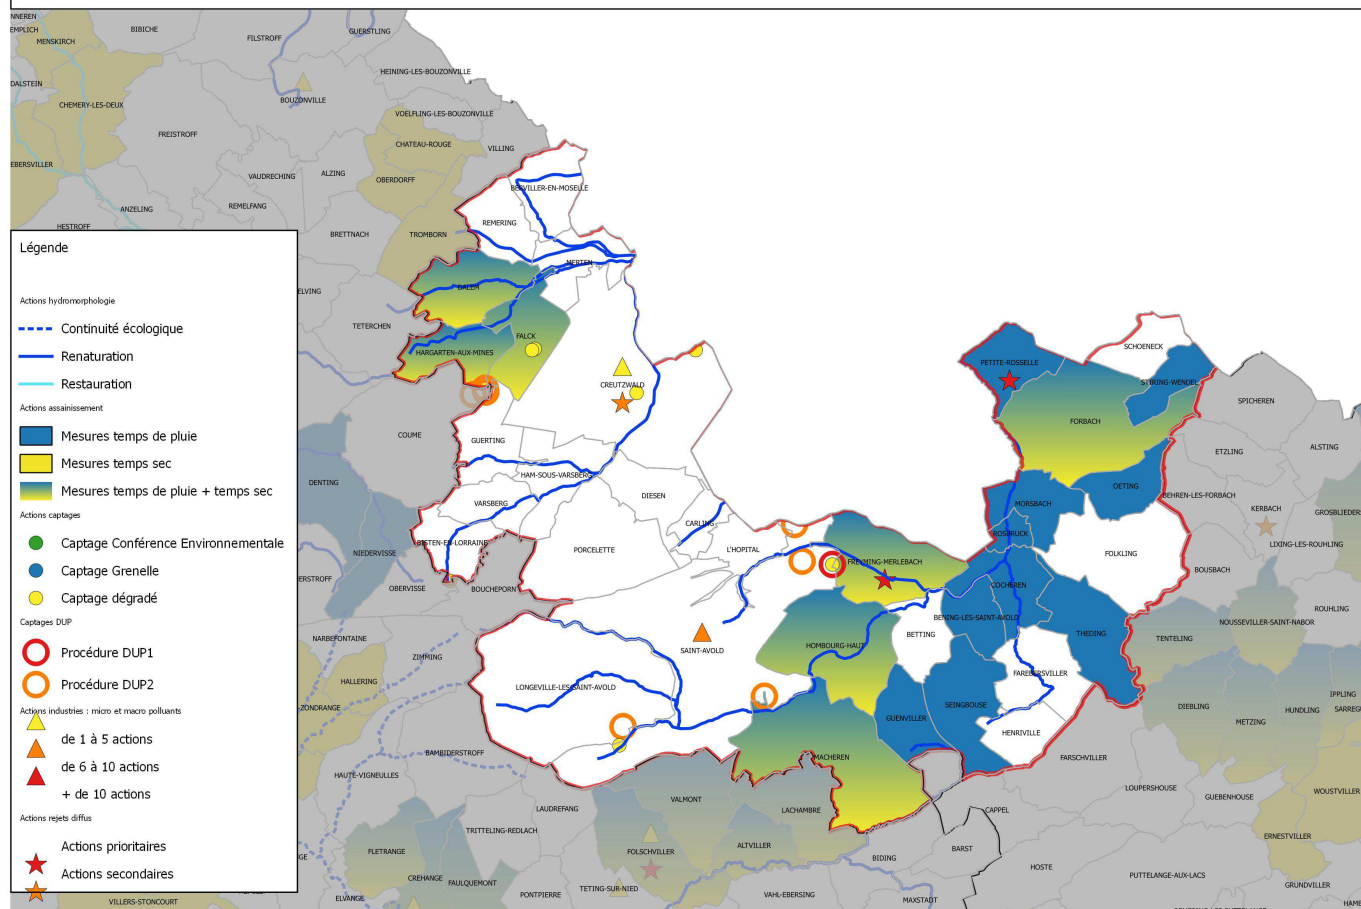 NNEREN
EMPLICH
MENSKIRCH
BIBICHE
FILSTROFF
GUERSTLING
DALSTEIN
CHEMERY-LES-DEUX
HEINING-LES-BOUZONVILLE
BOUZONVILLE
VOELFLING-LES-BOUZONVILLE
FREISTROFF
CHATEAU-ROUGE
VILLING
EBERSVILLER
VAUDRECHING
ALZING
OBERDORFF
BERVILLER-EN-MOSELLE
ANZELING
REMELFANG
REMERING
HESTROFF
BRETTNACH
TROMBORN
MERTEN
ELVING
DALEM
TETERCHEN
FALCK
HARGARTEN-AUX-MINES
CREUTZWALD
SCHOENECK
PETITE-ROSSELLE
STIRING-WENDEL
SPICHEREN
FORBACH
COUME
GUERTING
ETZLING
ALSTING
HAM-SOUS-VARSBERG
DENTING
VARSBERG
DIESEN
CARLING
MORSBACH
OETING
BEHREN-LES-FORBACH
KERBACH
GROSBLIEDERS
ROSBRUCK
BISTEN-EN-LORRAINE
PORCELETTE
L'HOPITAL
FREYMING-MERLEBACH
FOLKLING
LIXING-LES-ROUHLING
NIEDERVISSE
BOUSBACH
ERSTROFF
OBERVISSE
BOUCHEPORN
COCHEREN
ROUHLING
NARBEFONTAINE
BENING-LES-SAINT-AVOLD
NOUSSEVILLER-SAINT-NABOR
BETTING
THEDING
TENTELING
ZIMMING
SAINT-AVOLD
HOMBOURG-HAUT
FAREBERSVILLER
HALLERING
LONGEVILLE-LES-SAINT-AVOLD
IPPLING
-ZONDRANGE
SEINGBOUSE
DIEBLING
HUNDLING
SARREGU
GUENVILLER
METZING
HENRIVILLE
BAMBIDERSTROFF
MACHEREN
FARSCHVILLER
HAUTE-VIGNEULLES
LOUPERSHOUSE
WOUSTVILLER
GUEBENHOUSE
VALMONT
LACHAMBRE
CAPPEL
LAUDREFANG
TRITTELING-REDLACH
ERNESTVILLER
ALTVILLER
BARST
FLETRANGE
FOLSCHVILLER
BIDING
HOSTE
PUTTELANGE-AUX-LACS
CREHANGE
FAULQUEMONT
TETING-SUR-NIED
GRUNDVILLER
ELVANGE
PONTPIERRE
VAHL-EBERSING
MAXSTADT
VILLERS-STONCOURT
Légende
Actions hydromorphologie
Continuité écologique
Renaturation
Restauration
Actions assainissement
Mesures temps de pluie
Mesures temps sec
Mesures temps de pluie + temps sec
Actions captages
Captage Conférence Environnementale
Captage Grenelle
Captage dégradé
Captages DUP
Procédure DUP1
Procédure DUP2
Actions industries : micro et macro polluants
de 1 à 5 actions
de 6 à 10 actions
+ de 10 actions
Actions rejets diffus
Actions prioritaires
Actions secondaires